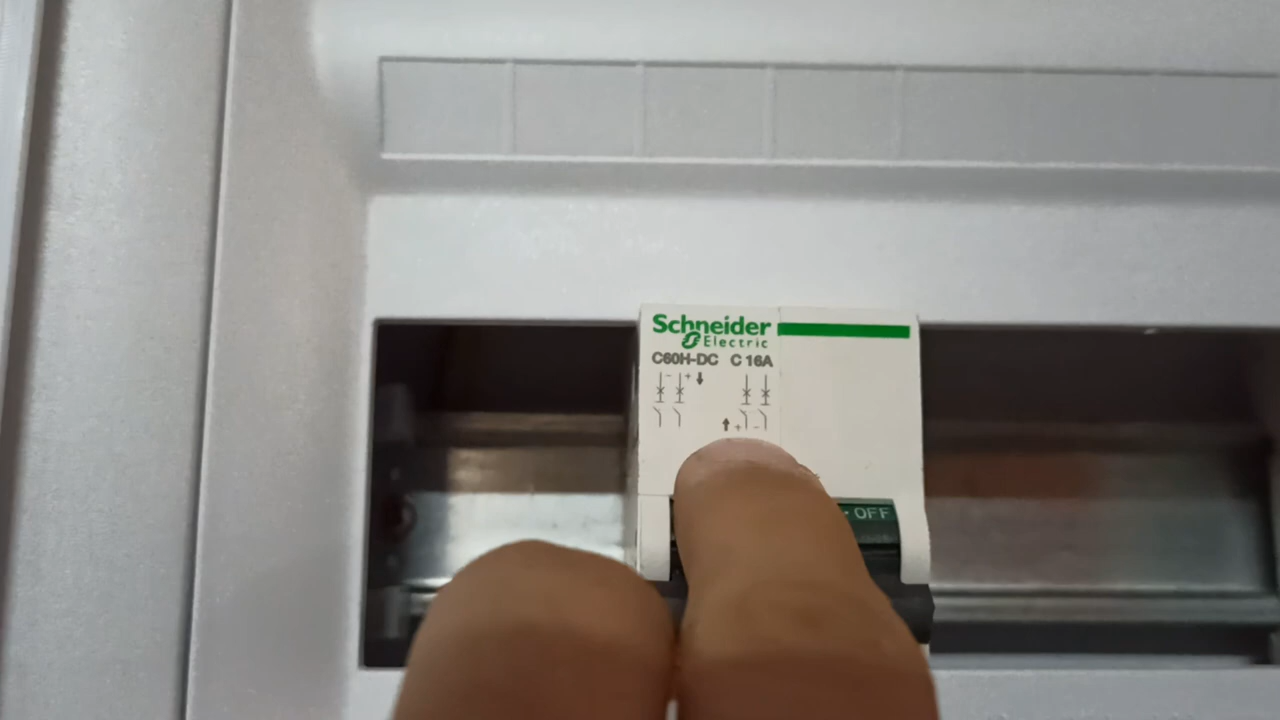 Schneider
Electric
C60H-DC C 16A
- +
+ -
OFF